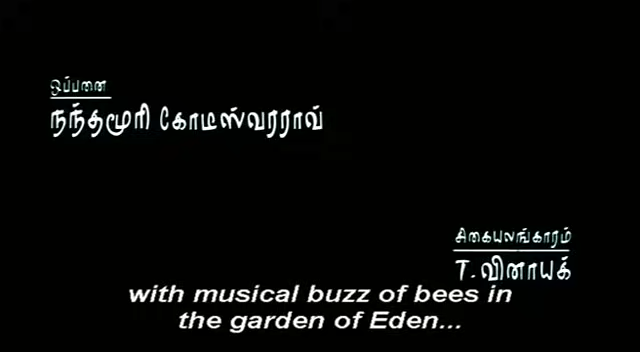 ஒப்பனை
நந்தமூரி கோடீஸ்வரராவ்
சிகையலங்காரம்
T.வினாயக்
with musical buzz of bees in
the garden of Eden...